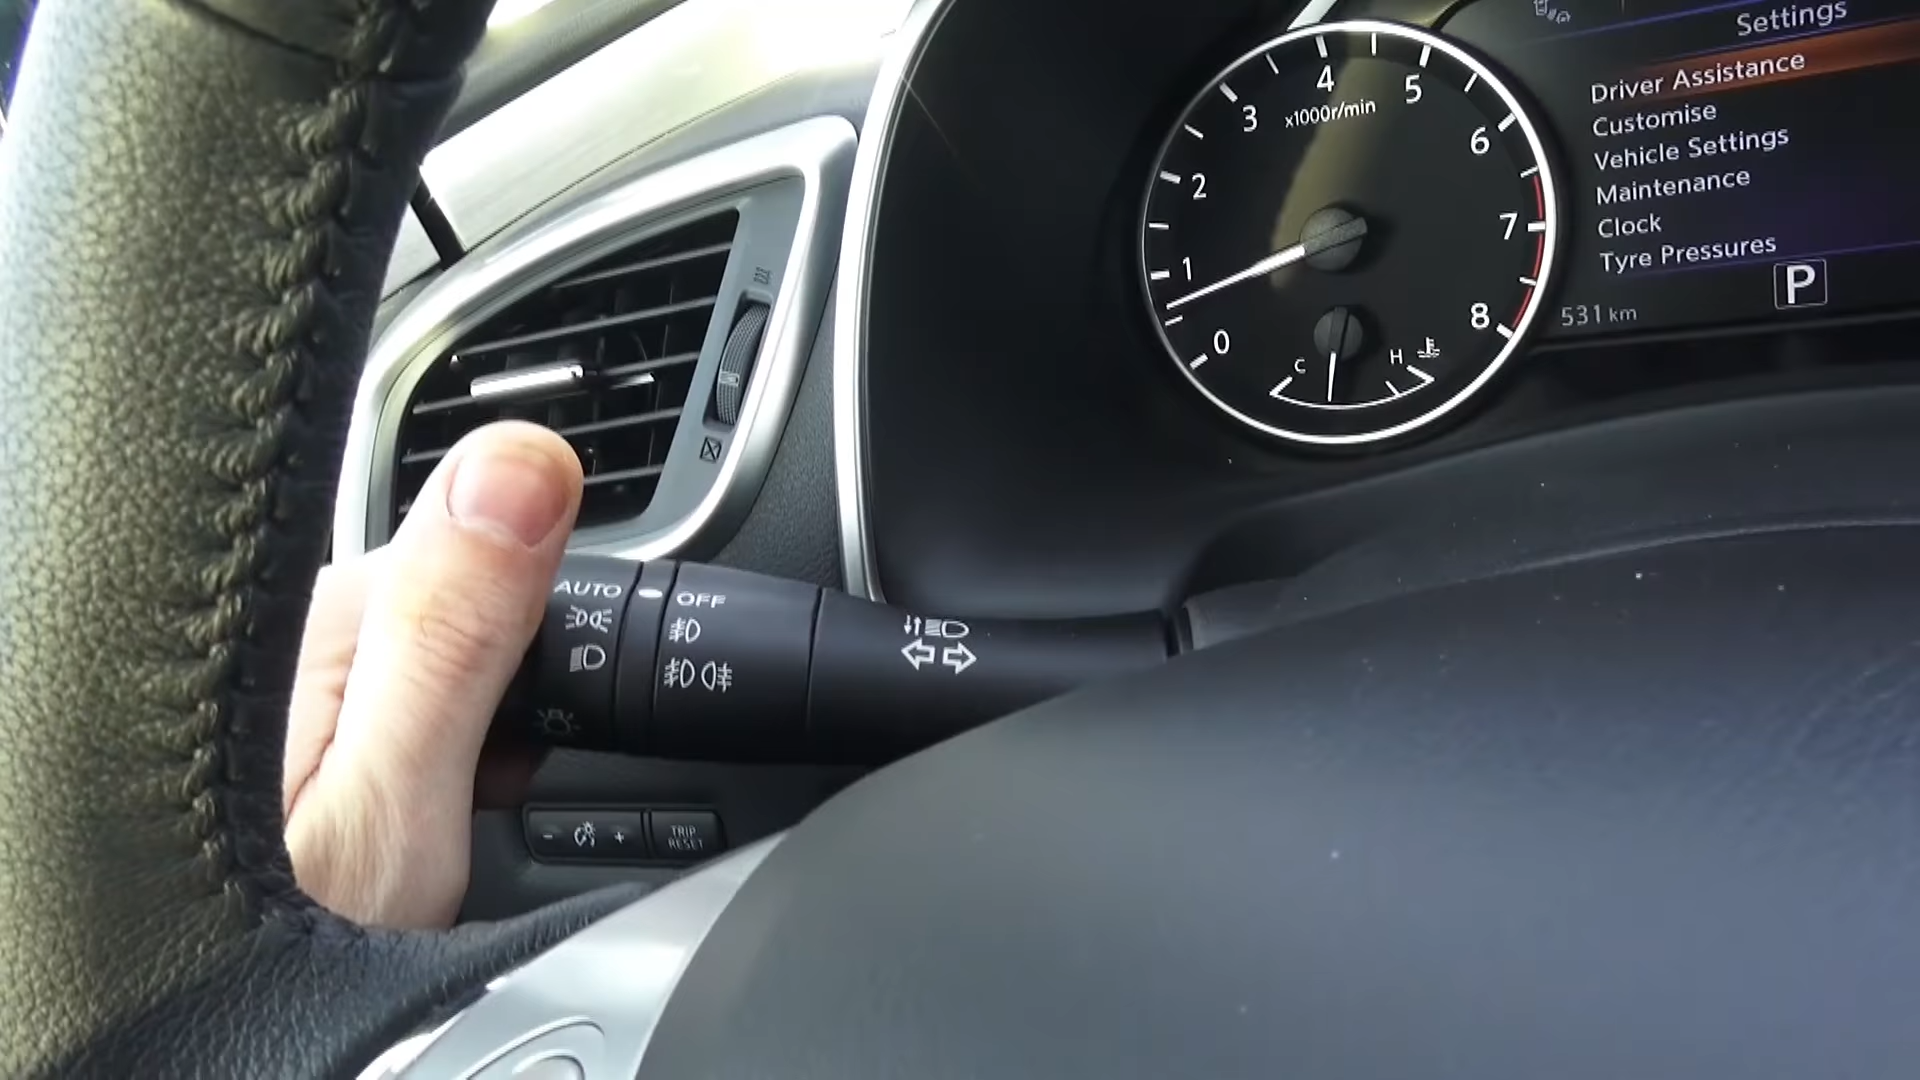 Settings
Driver Assistance
Customise
Vehicle Settings
Maintenance
Clock
Tyre Pressures
P
531 km
0
1
2
3
4
5
6
7
8
x1000r/min
C
H
AUTO
OFF
- +
TRIP
RESET